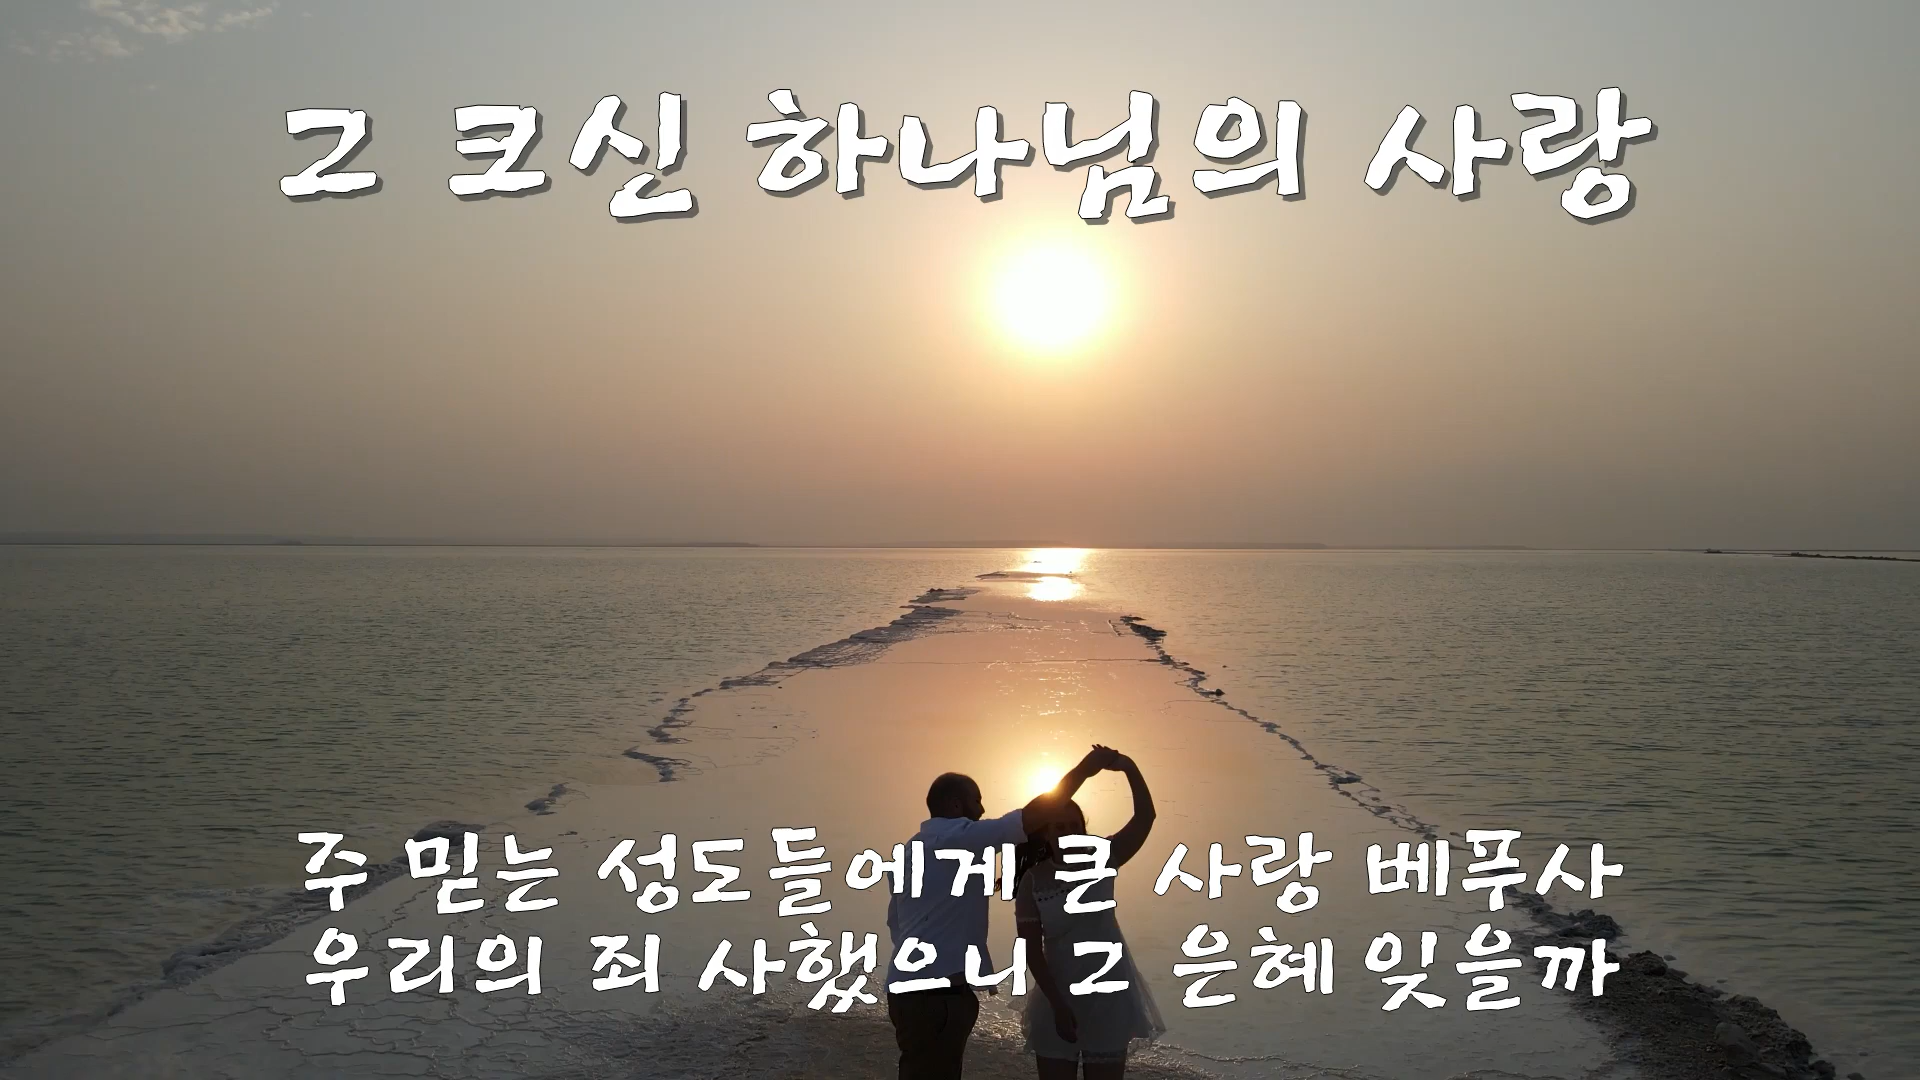 그 크신 하나님의 사랑
주 믿는 성도들에게 큰 사랑 베푸사
우리의 죄 사했으니 그 은혜 잊을까